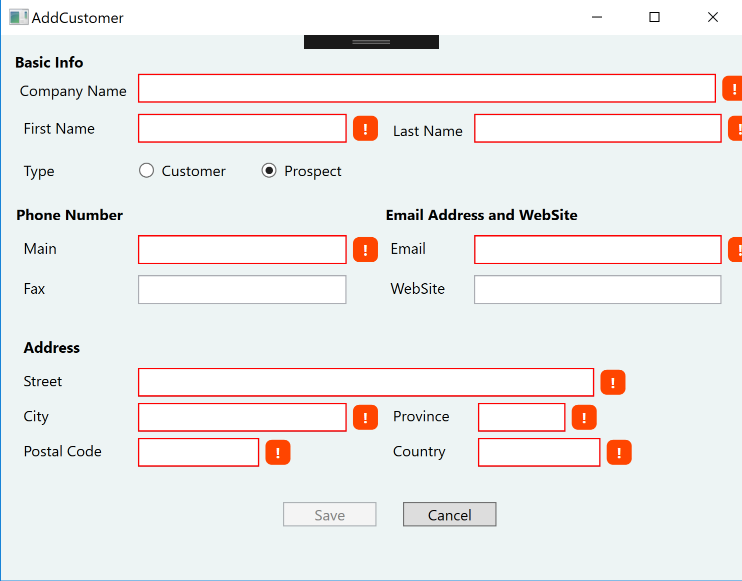 AddCustomer
Basic Info
Company Name !
First Name ! Last Name !
Type Customer Prospect
Phone Number Email Address and WebSite
Main ! Email !
Fax WebSite
Address
Street !
City ! Province !
Postal Code ! Country !
Save Cancel